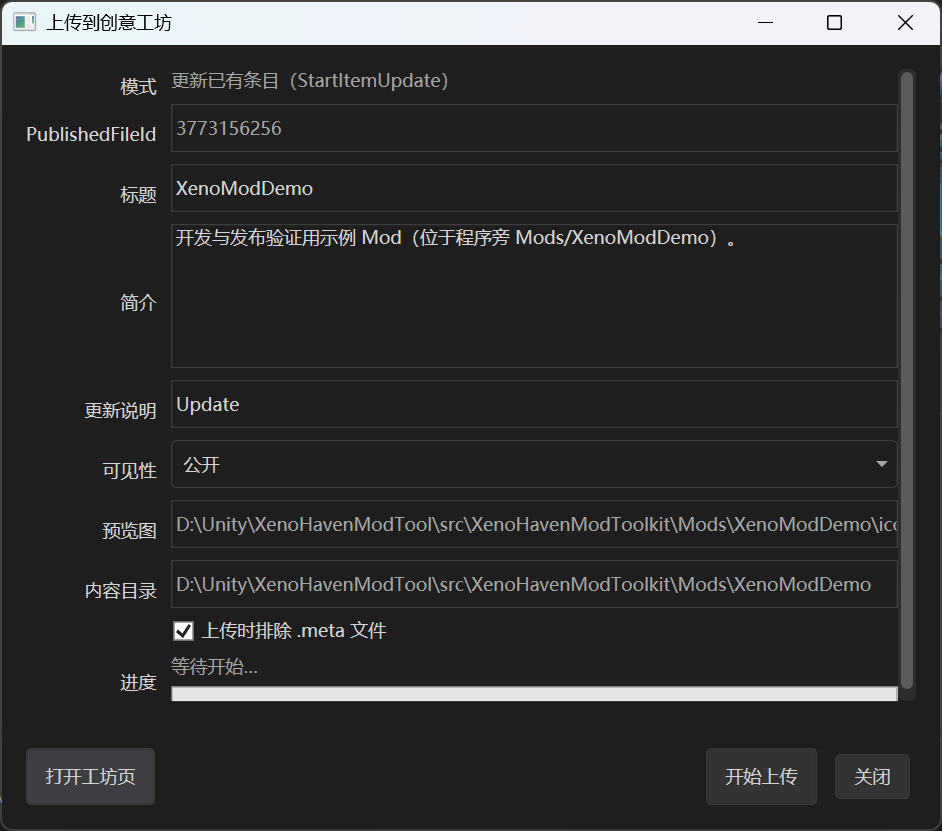 上传到创意工坊
模式
更新已有条目（StartItemUpdate）
PublishedFileId
3773156256
标题
XenoModDemo
简介
开发与发布验证用示例 Mod（位于程序旁 Mods/XenoModDemo）。
更新说明
Update
可见性
公开
预览图
D:\Unity\XenoHavenModTool\src\XenoHavenModToolkit\Mods\XenoModDemo\ico
内容目录
D:\Unity\XenoHavenModTool\src\XenoHavenModToolkit\Mods\XenoModDemo
上传时排除 .meta 文件
进度
等待开始...
打开工坊页
开始上传
关闭